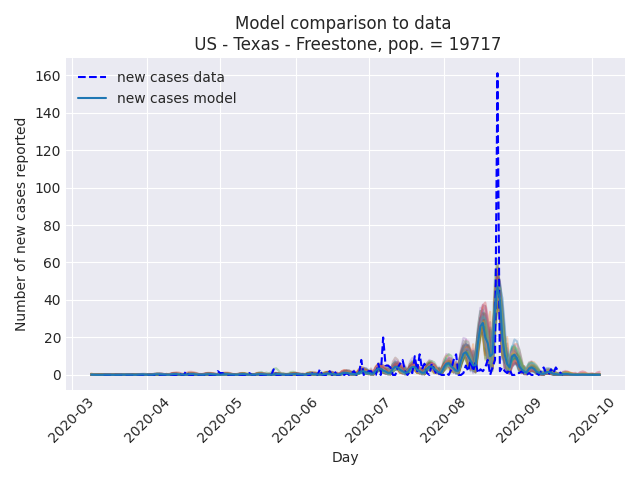 Model comparison to data
US - Texas - Freestone, pop. = 19717
new cases data
new cases model
Number of new cases reported
160
140
120
100
80
60
40
20
0
2020-03
2020-04
2020-05
2020-06
2020-07
2020-08
2020-09
2020-10
Day